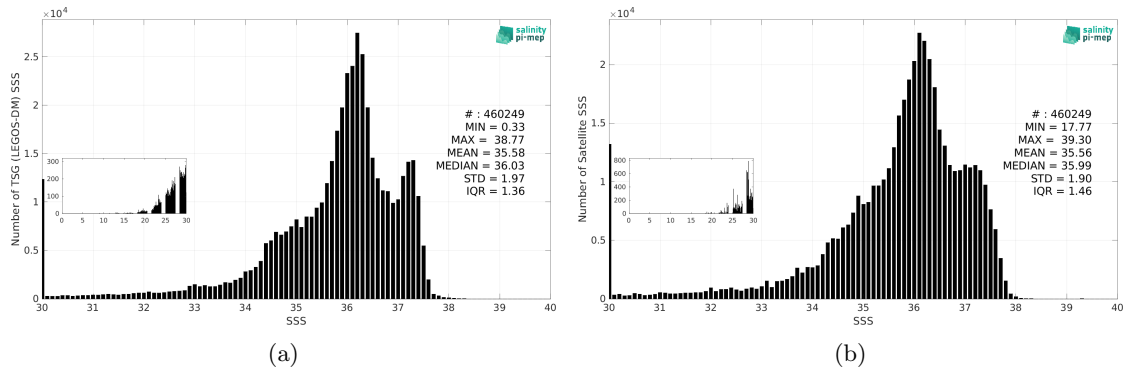 ×10^4
salinity
pi-mep
Number of TSG (LEGOS-DM) SSS
2.5
2
1.5
1
0.5
0
# : 460249
MIN = 0.33
MAX = 38.77
MEAN = 35.58
MEDIAN = 36.03
STD = 1.97
IQR = 1.36
300
200
100
0
0 5 10 15 20 25 30
30 31 32 33 34 35 36 37 38 39 40
SSS
(a)
×10^4
salinity
pi-mep
Number of Satellite SSS
2
1.5
1
0.5
0
# : 460249
MIN = 17.77
MAX = 39.30
MEAN = 35.56
MEDIAN = 35.99
STD = 1.90
IQR = 1.46
800
600
400
200
0
0 5 10 15 20 25 30
30 31 32 33 34 35 36 37 38 39 40
SSS
(b)